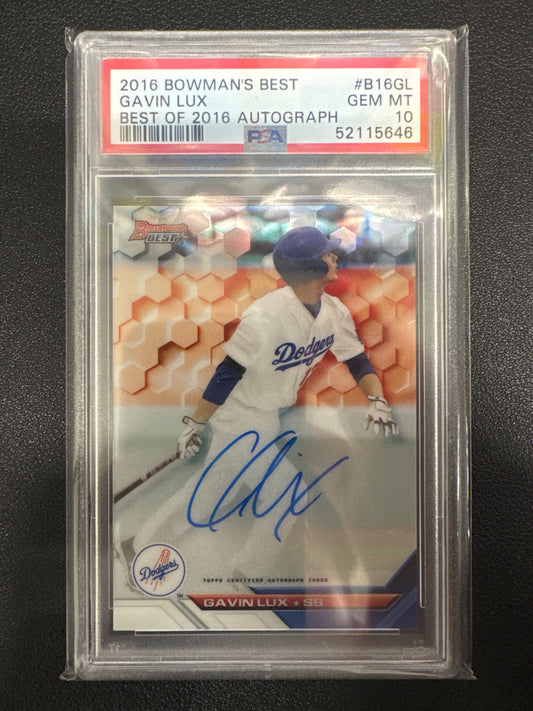 2016 BOWMAN'S BEST #B16GL
GAVIN LUX GEM MT
BEST OF 2016 AUTOGRAPH 10
PSA 52115646
BOWMAN'S
BEST
Dodgers
Dodgers
TOPPS CERTIFIED AUTOGRAPH ISSUE
GAVIN LUX ★ SS